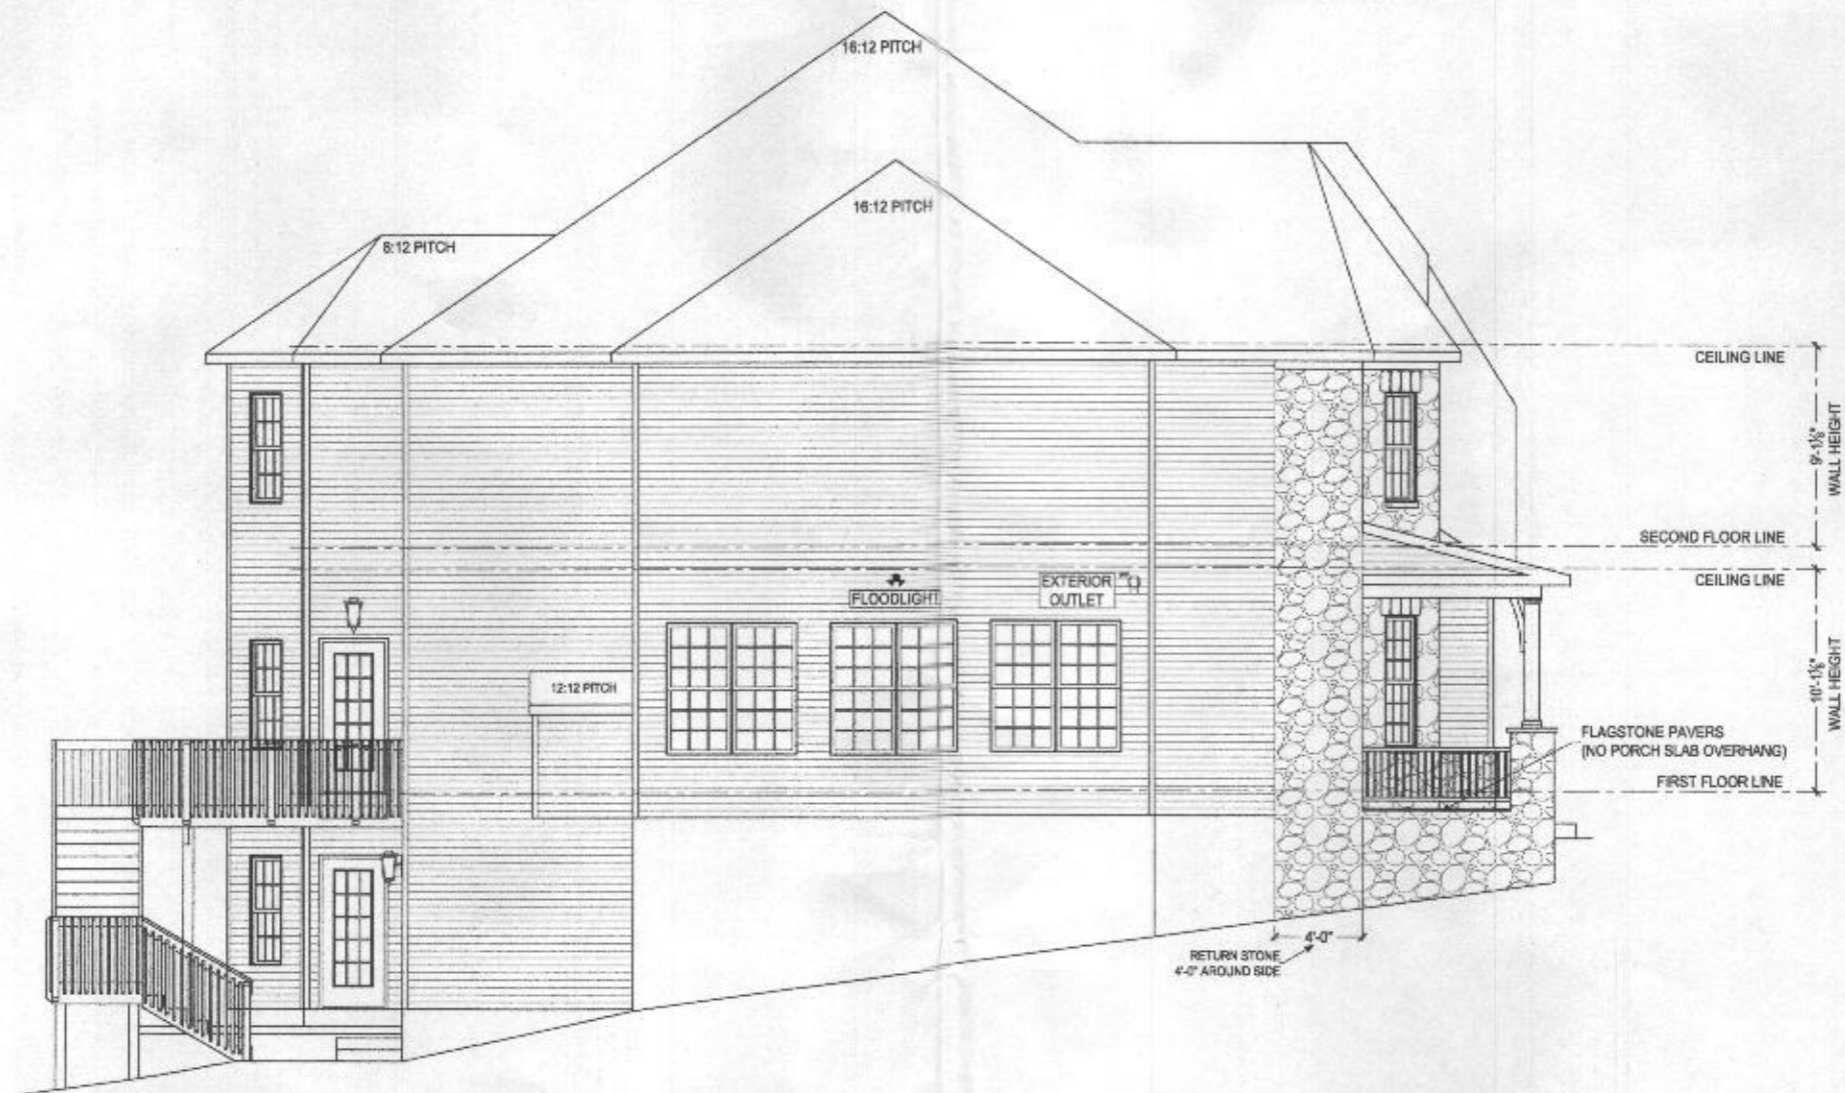 16:12 PITCH
16:12 PITCH
8:12 PITCH
CEILING LINE
9'-1⅛"
WALL HEIGHT
SECOND FLOOR LINE
CEILING LINE
FLOODLIGHT
EXTERIOR
OUTLET
12:12 PITCH
10'-1⅛"
WALL HEIGHT
FLAGSTONE PAVERS
(NO PORCH SLAB OVERHANG)
FIRST FLOOR LINE
4'-0"
RETURN STONE
4'-0" AROUND SIDE